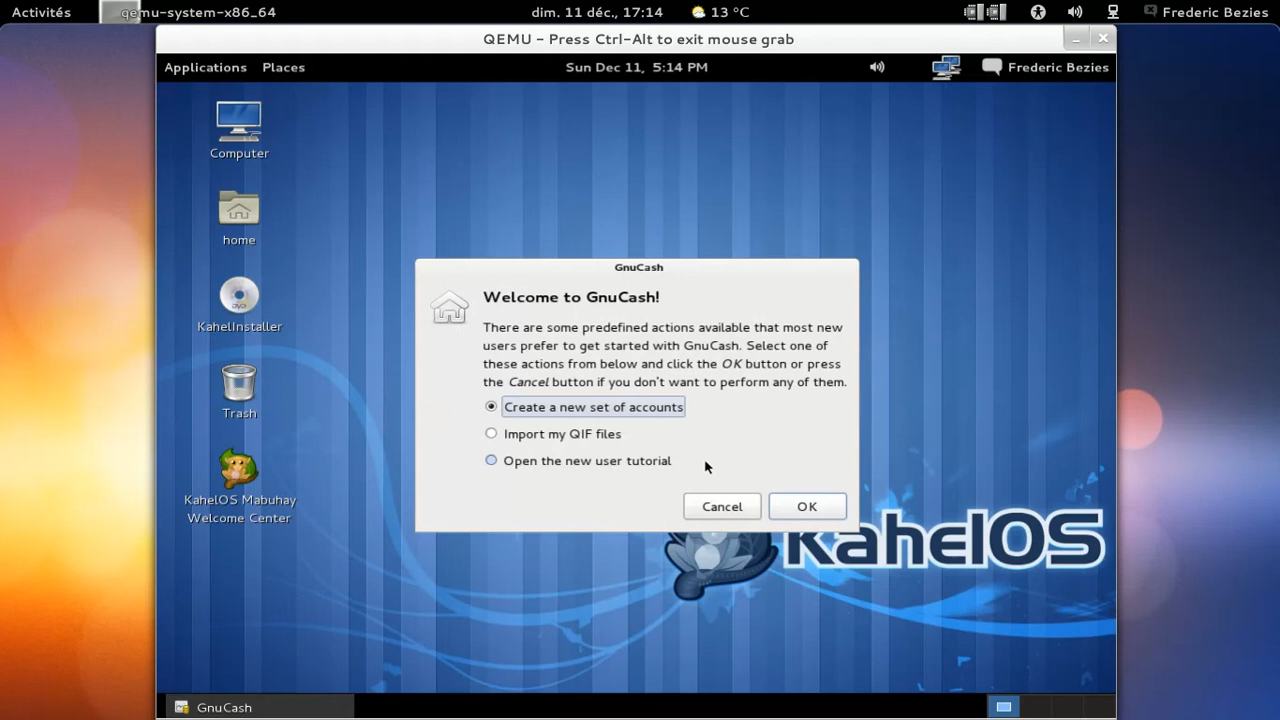 Activités
qemu-system-x86_64
dim. 11 déc., 17:14
13 °C
Frederic Bezies
QEMU - Press Ctrl-Alt to exit mouse grab
Applications
Places
Sun Dec 11, 5:14 PM
Frederic Bezies
Computer
home
KahelInstaller
Trash
KahelOS Mabuhay
Welcome Center
GnuCash
Welcome to GnuCash!
There are some predefined actions available that most new
users prefer to get started with GnuCash. Select one of
these actions from below and click the OK button or press
the Cancel button if you don't want to perform any of them.
Create a new set of accounts
Import my QIF files
Open the new user tutorial
Cancel
OK
KahelOS
GnuCash